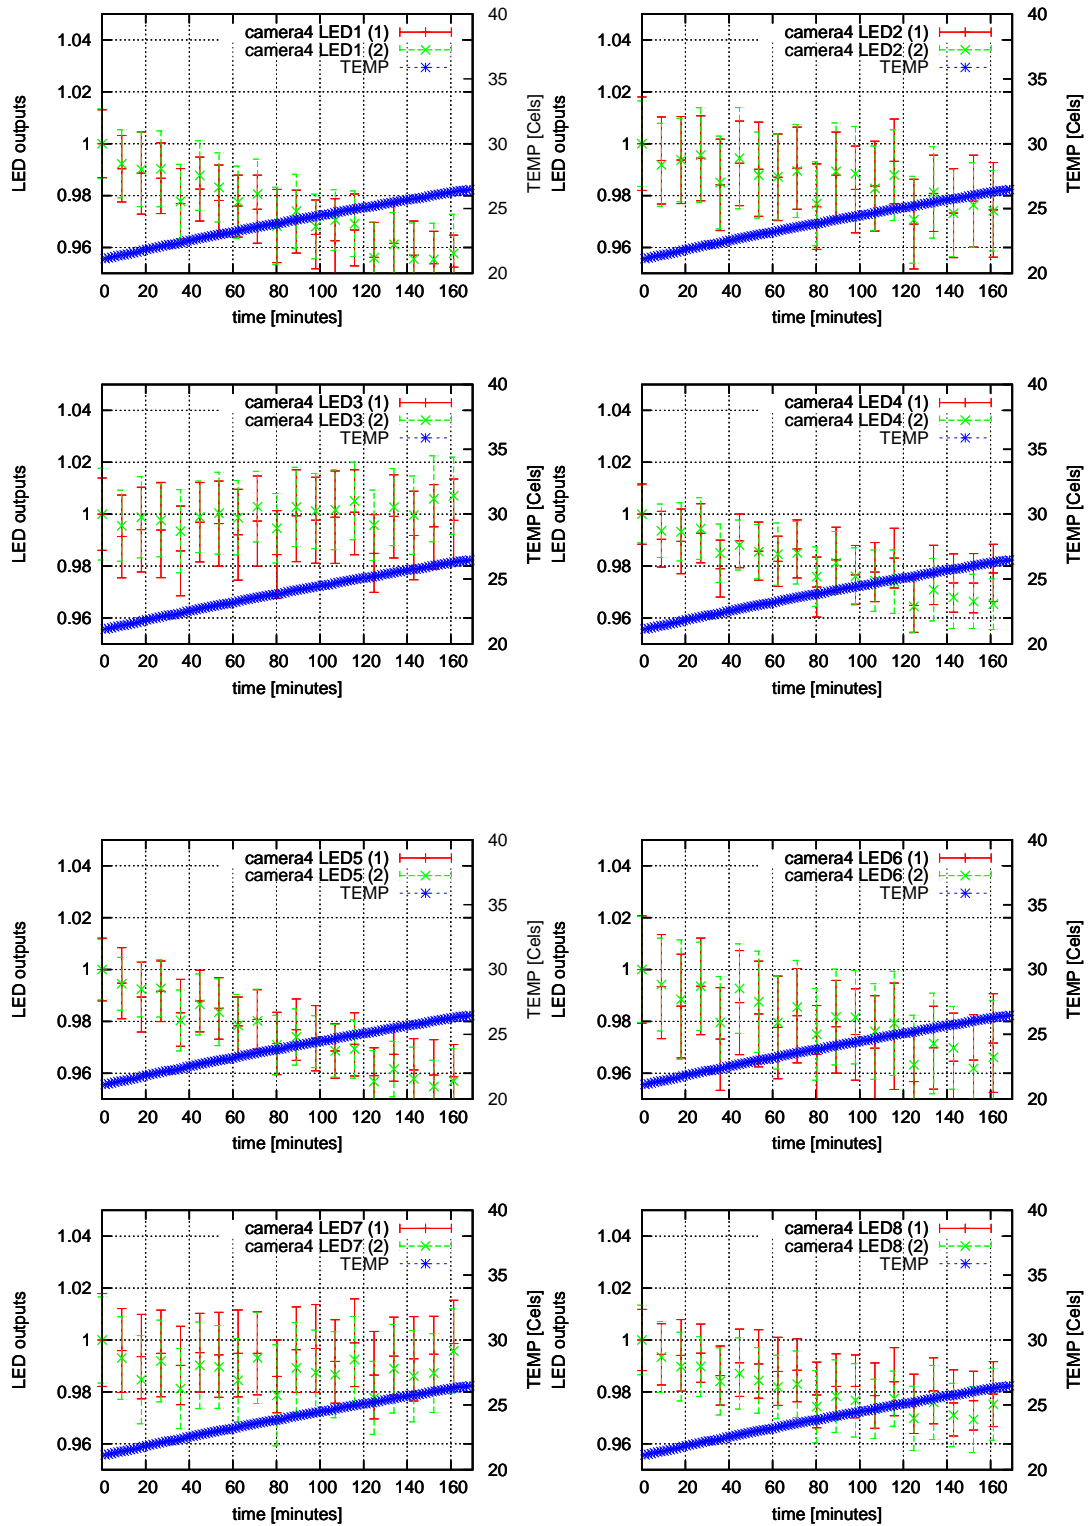 camera4 LED1 (1)
camera4 LED1 (2)
TEMP
1.04
1.02
1
0.98
0.96
40
35
30
25
20
0 20 40 60 80 100 120 140 160
time [minutes]
LED outputs
TEMP [Cels]
camera4 LED2 (1)
camera4 LED2 (2)
TEMP
1.04
1.02
1
0.98
0.96
40
35
30
25
20
0 20 40 60 80 100 120 140 160
time [minutes]
LED outputs
TEMP [Cels]
camera4 LED3 (1)
camera4 LED3 (2)
TEMP
1.04
1.02
1
0.98
0.96
40
35
30
25
20
0 20 40 60 80 100 120 140 160
time [minutes]
LED outputs
TEMP [Cels]
camera4 LED4 (1)
camera4 LED4 (2)
TEMP
1.04
1.02
1
0.98
0.96
40
35
30
25
20
0 20 40 60 80 100 120 140 160
time [minutes]
LED outputs
TEMP [Cels]
camera4 LED5 (1)
camera4 LED5 (2)
TEMP
1.04
1.02
1
0.98
0.96
40
35
30
25
20
0 20 40 60 80 100 120 140 160
time [minutes]
LED outputs
TEMP [Cels]
camera4 LED6 (1)
camera4 LED6 (2)
TEMP
1.04
1.02
1
0.98
0.96
40
35
30
25
20
0 20 40 60 80 100 120 140 160
time [minutes]
LED outputs
TEMP [Cels]
camera4 LED7 (1)
camera4 LED7 (2)
TEMP
1.04
1.02
1
0.98
0.96
40
35
30
25
20
0 20 40 60 80 100 120 140 160
time [minutes]
LED outputs
TEMP [Cels]
camera4 LED8 (1)
camera4 LED8 (2)
TEMP
1.04
1.02
1
0.98
0.96
40
35
30
25
20
0 20 40 60 80 100 120 140 160
time [minutes]
LED outputs
TEMP [Cels]